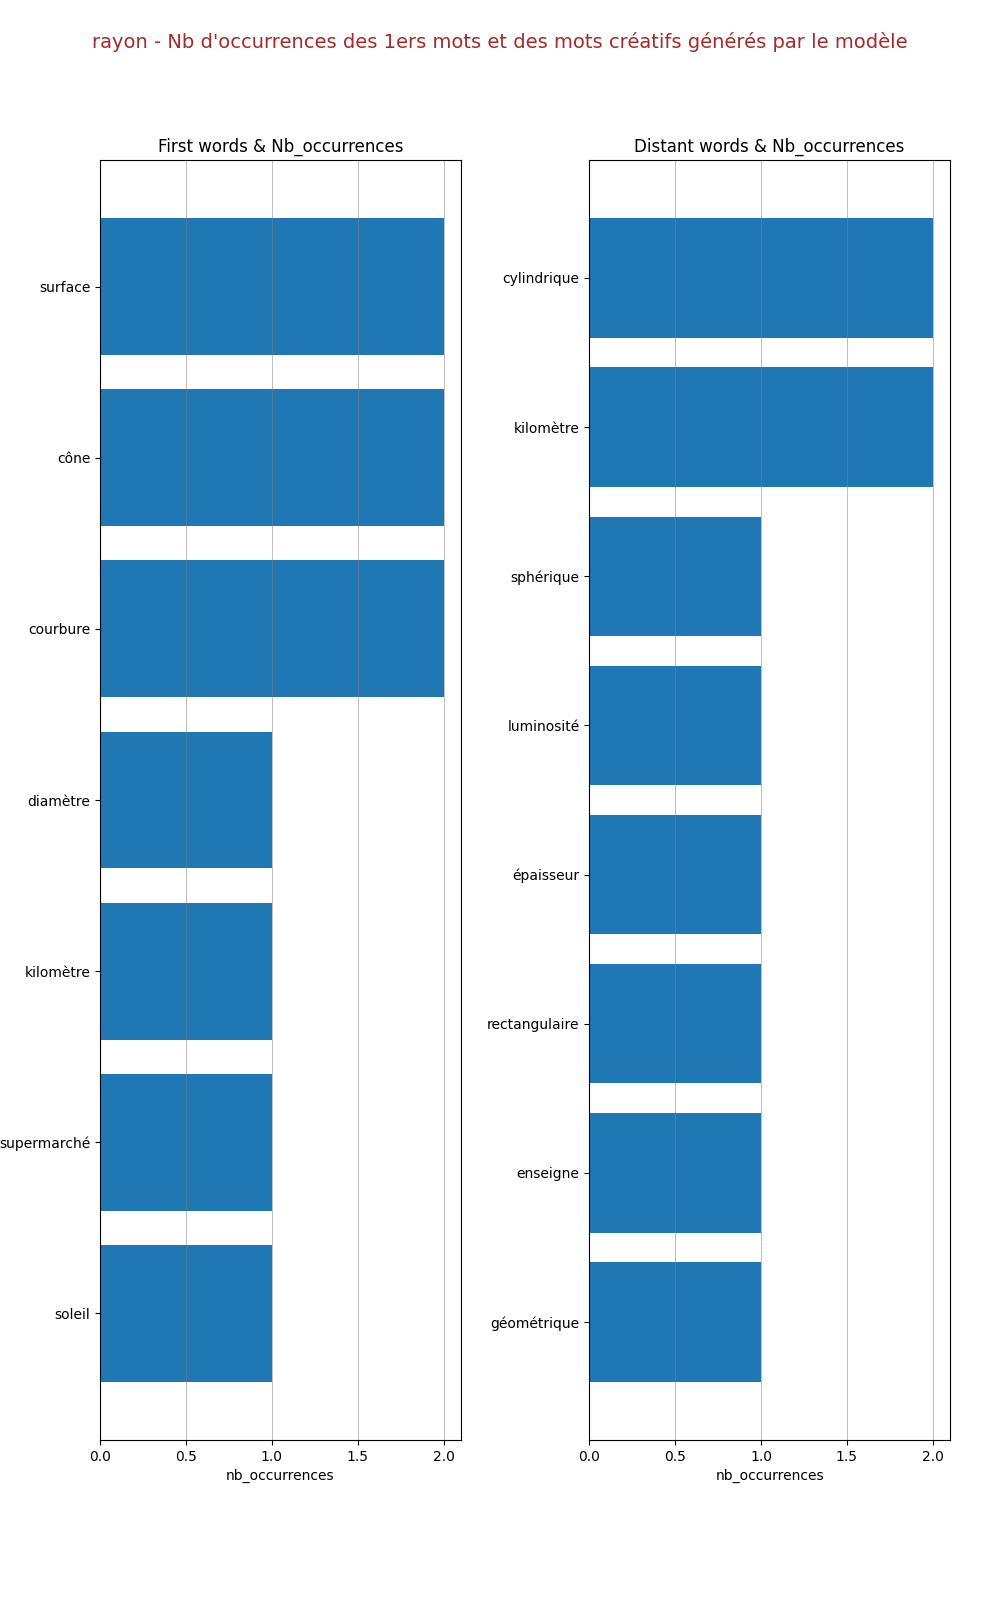 rayon - Nb d'occurrences des 1ers mots et des mots créatifs générés par le modèle
First words & Nb_occurrences
surface
cône
courbure
diamètre
kilomètre
supermarché
soleil
0.0 0.5 1.0 1.5 2.0
nb_occurrences
Distant words & Nb_occurrences
cylindrique
kilomètre
sphérique
luminosité
épaisseur
rectangulaire
enseigne
géométrique
0.0 0.5 1.0 1.5 2.0
nb_occurrences